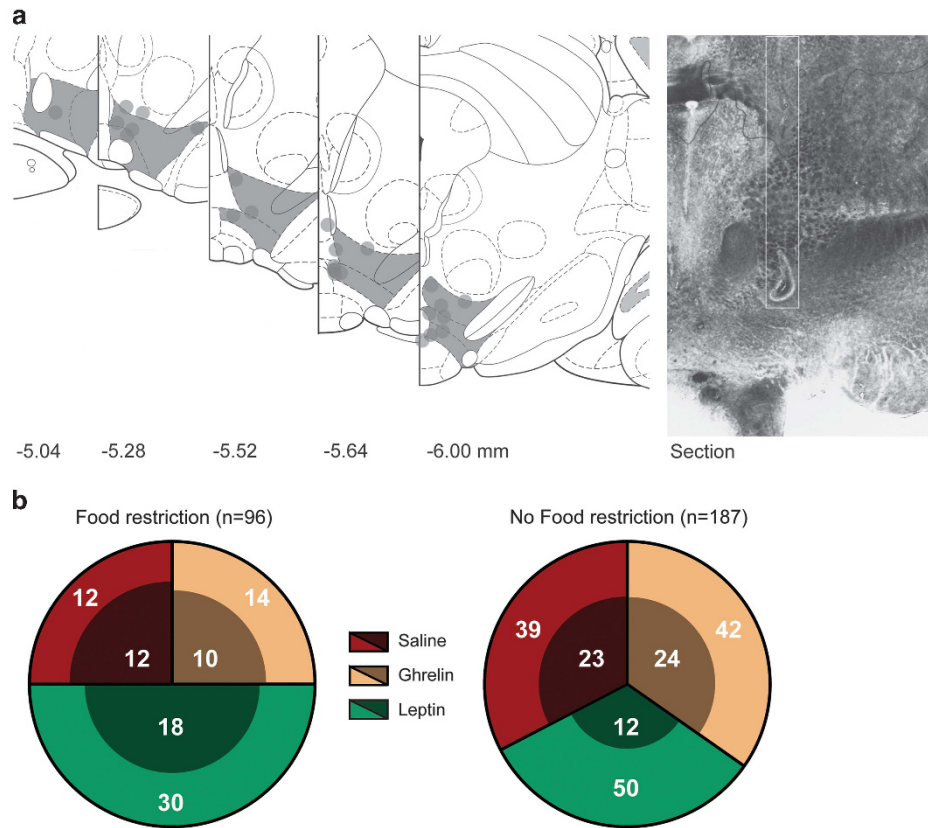 a
-5.04 -5.28 -5.52 -5.64 -6.00 mm Section
b
Food restriction (n=96) No Food restriction (n=187)
12 14
12 10
18
30
Saline
Ghrelin
Leptin
39 42
23 24
12
50